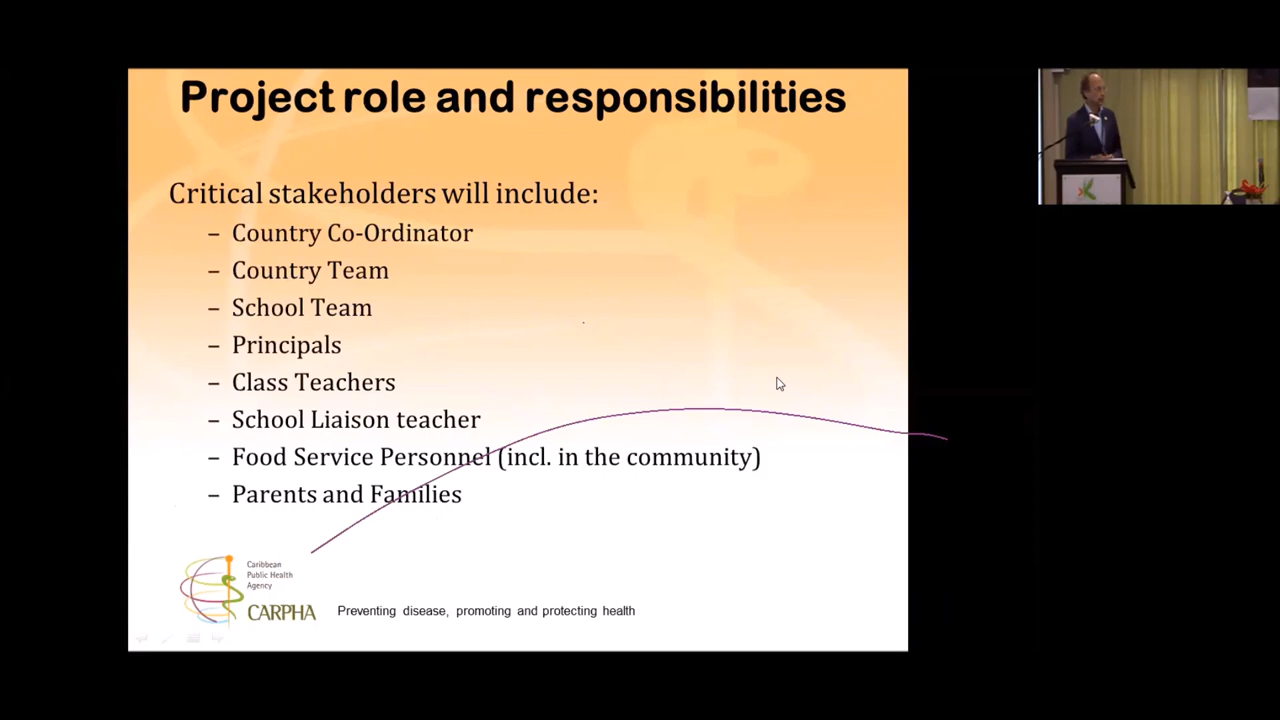 Project role and responsibilities
Critical stakeholders will include:
– Country Co-Ordinator
– Country Team
– School Team
– Principals
– Class Teachers
– School Liaison teacher
– Food Service Personnel (incl. in the community)
– Parents and Families
Caribbean
Public Health
Agency
CARPHA
Preventing disease, promoting and protecting health